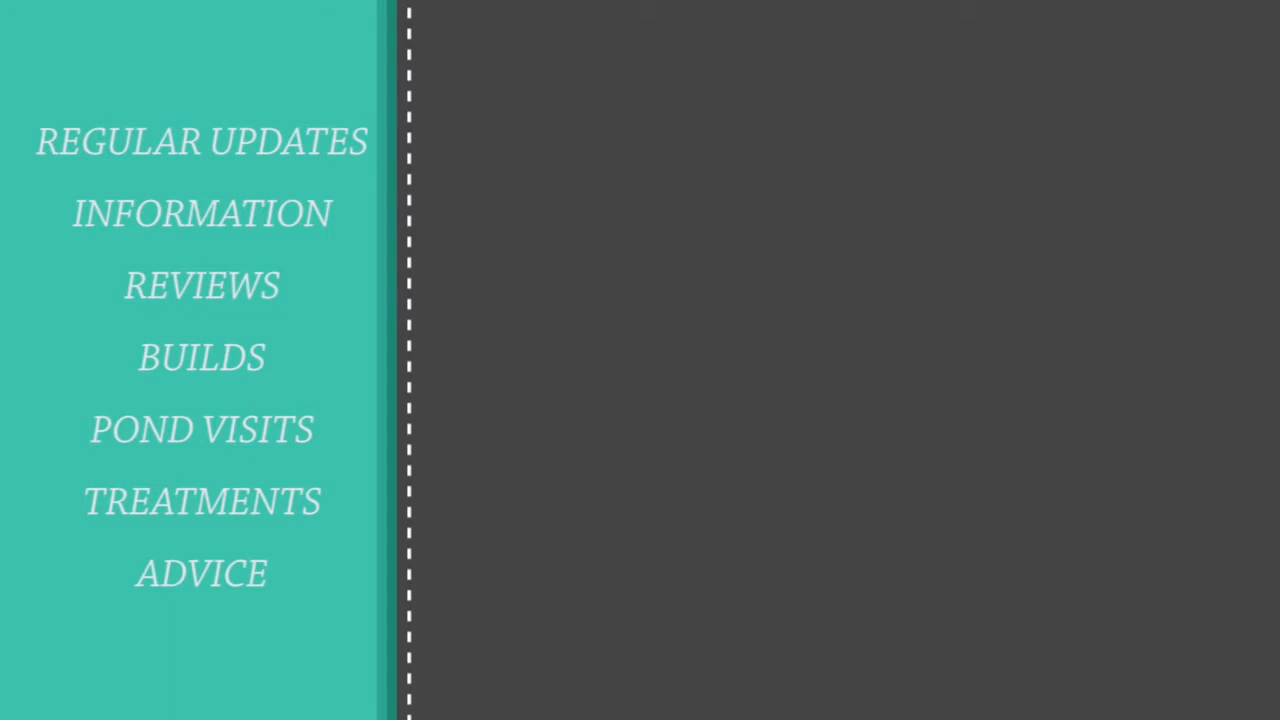 REGULAR UPDATES
INFORMATION
REVIEWS
BUILDS
POND VISITS
TREATMENTS
ADVICE